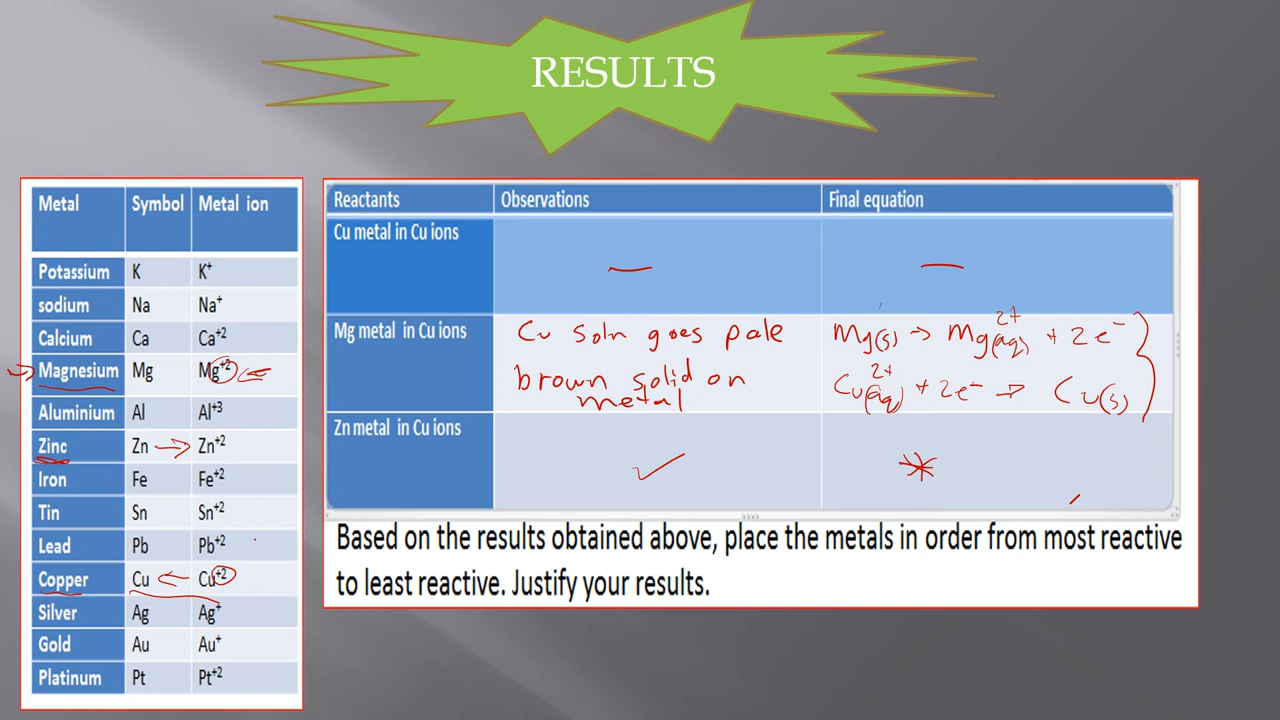 RESULTS
Metal Symbol Metal ion
Potassium K K+
sodium Na Na+
Calcium Ca Ca+2
Magnesium Mg Mg+2
Aluminium Al Al+3
Zinc Zn Zn+2
Iron Fe Fe+2
Tin Sn Sn+2
Lead Pb Pb+2
Copper Cu Cu+2
Silver Ag Ag+
Gold Au Au+
Platinum Pt Pt+2
Reactants Observations Final equation
Cu metal in Cu ions — —
Mg metal in Cu ions Cu soln goes pale Mg(s) → Mg2+(aq) + 2e-
brown solid on Cu2+(aq) + 2e- → Cu(s)
metal
Zn metal in Cu ions ✓ *
Based on the results obtained above, place the metals in order from most reactive
to least reactive. Justify your results.